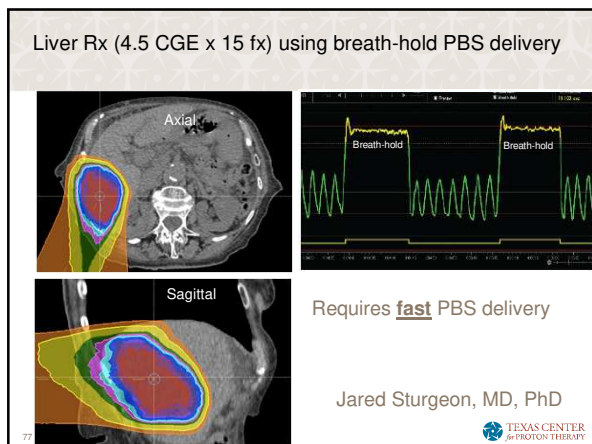 Liver Rx (4.5 CGE x 15 fx) using breath-hold PBS delivery
Axial
Breath-hold
Breath-hold
Sagittal
Requires fast PBS delivery
Jared Sturgeon, MD, PhD
77
TEXAS CENTER
for PROTON THERAPY